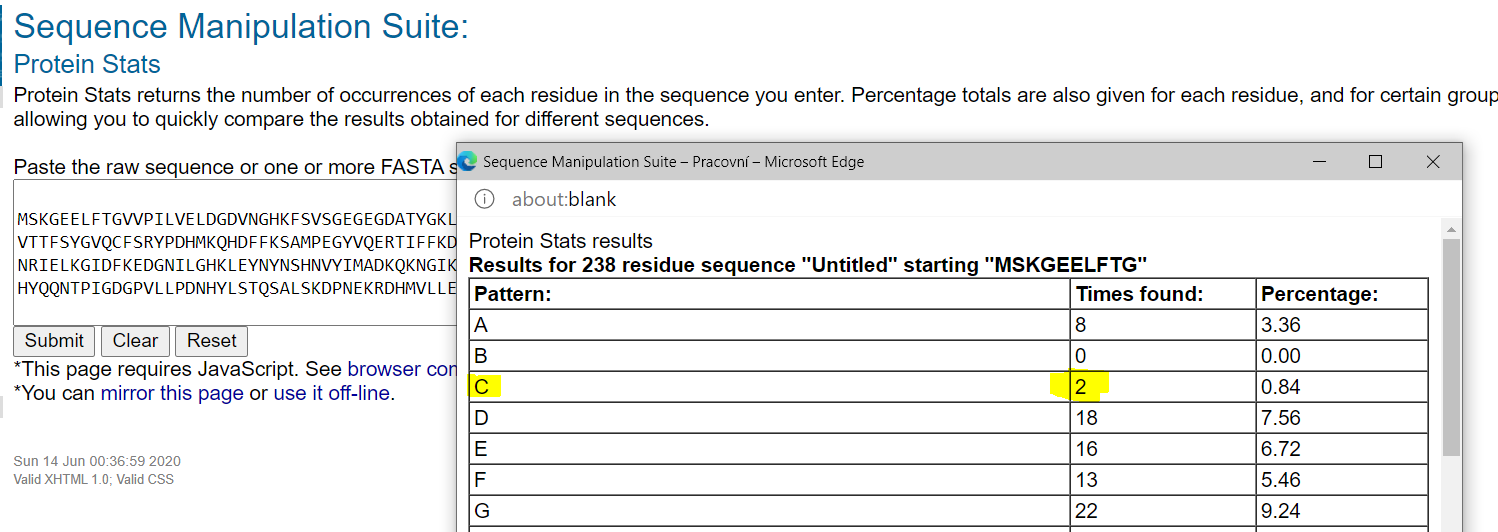 Sequence Manipulation Suite:
Protein Stats
Protein Stats returns the number of occurrences of each residue in the sequence you enter. Percentage totals are also given for each residue, and for certain group
allowing you to quickly compare the results obtained for different sequences.
Paste the raw sequence or one or more FASTA s
MSKGEELFTGVVPILVELDGDVNGHKFSVSGEGEGDATYGKL
VTTFSYGVQCFSRYPDHMKQHDFFKSAMPEGYVQERTIFFKD
NRIELKGIDFKEDGNILGHKLEYNYNSHNVYIMADKQKNGIK
HYQQNTPIGDGPVLLPDNHYLSTQSALSKDPNEKRDHMVLLE
Submit Clear Reset
*This page requires JavaScript. See browser con
*You can mirror this page or use it off-line.
Sun 14 Jun 00:36:59 2020
Valid XHTML 1.0; Valid CSS
Sequence Manipulation Suite – Pracovní – Microsoft Edge
about:blank
Protein Stats results
Results for 238 residue sequence "Untitled" starting "MSKGEELFTG"
Pattern: Times found: Percentage:
A 8 3.36
B 0 0.00
C 2 0.84
D 18 7.56
E 16 6.72
F 13 5.46
G 22 9.24